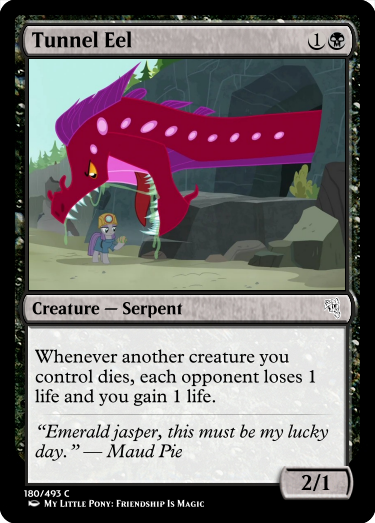 Tunnel Eel 1
Creature — Serpent
Whenever another creature you
control dies, each opponent loses 1
life and you gain 1 life.
“Emerald jasper, this must be my lucky
day.” — Maud Pie
2/1
180/493 C
My Little Pony: Friendship Is Magic